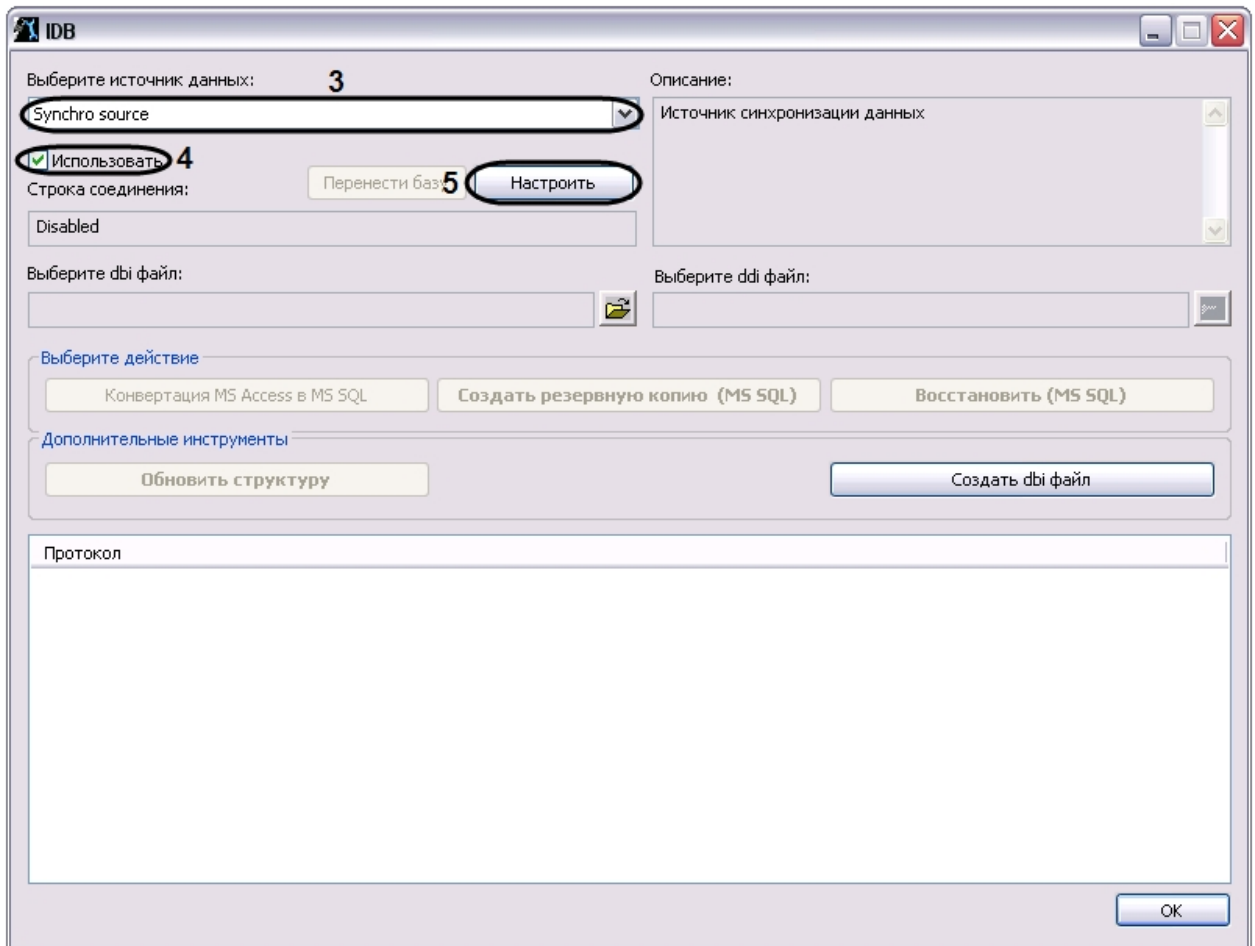 IDB
Выберите источник данных: 3
Synchro source
Использовать 4
Перенести баз
5 Настроить
Строка соединения:
Disabled
Описание:
Источник синхронизации данных
Выберите dbi файл:
Выберите ddi файл:
Выберите действие
Конвертация MS Access в MS SQL
Создать резервную копию (MS SQL)
Восстановить (MS SQL)
Дополнительные инструменты
Обновить структуру
Создать dbi файл
Протокол
OK